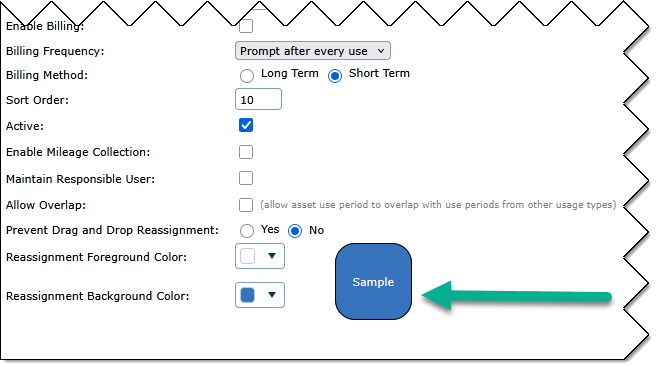 Enable Billing:
Billing Frequency: Prompt after every use
Billing Method: Long Term Short Term
Sort Order: 10
Active:
Enable Mileage Collection:
Maintain Responsible User:
Allow Overlap: (allow asset use period to overlap with use periods from other usage types)
Prevent Drag and Drop Reassignment: Yes No
Reassignment Foreground Color:
Sample
Reassignment Background Color: